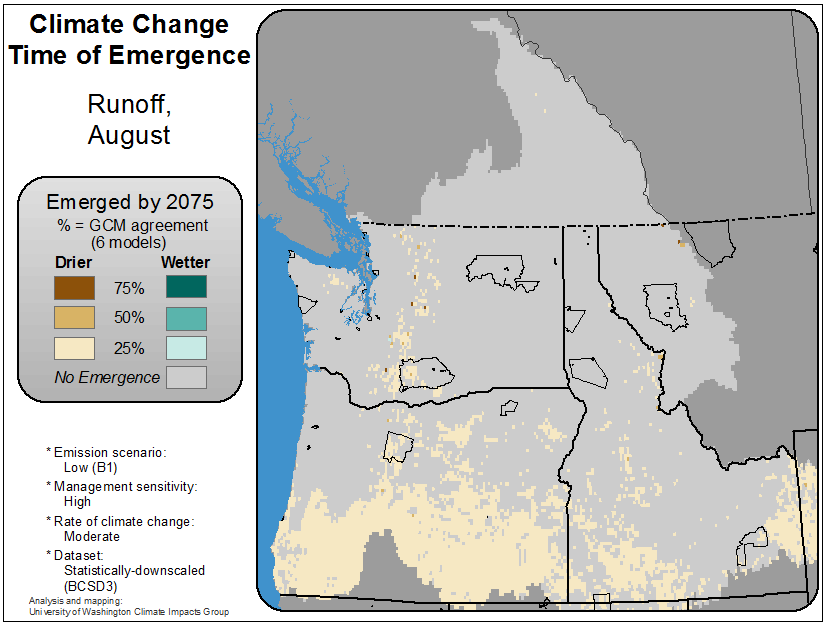 Climate Change
Time of Emergence
Runoff,
August
Emerged by 2075
% = GCM agreement
(6 models)
Drier Wetter
75%
50%
25%
No Emergence
* Emission scenario:
Low (B1)
* Management sensitivity:
High
* Rate of climate change:
Moderate
* Dataset:
Statistically-downscaled
(BCSD3)
Analysis and mapping:
University of Washington Climate Impacts Group